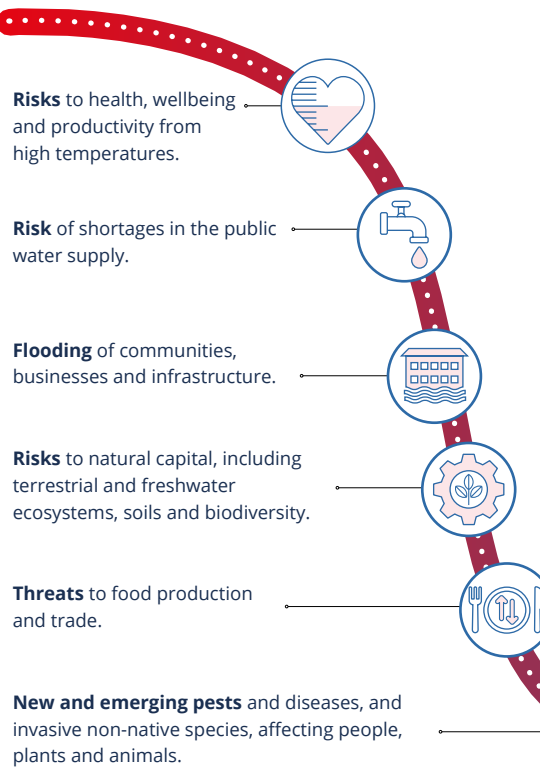 Risks to health, wellbeing
and productivity from
high temperatures.
Risk of shortages in the public
water supply.
Flooding of communities,
businesses and infrastructure.
Risks to natural capital, including
terrestrial and freshwater
ecosystems, soils and biodiversity.
Threats to food production
and trade.
New and emerging pests and diseases, and
invasive non-native species, affecting people,
plants and animals.